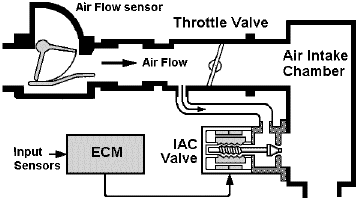 Air Flow sensor
Throttle Valve
Air Flow
Air Intake
Chamber
IAC
Valve
Input
Sensors
ECM